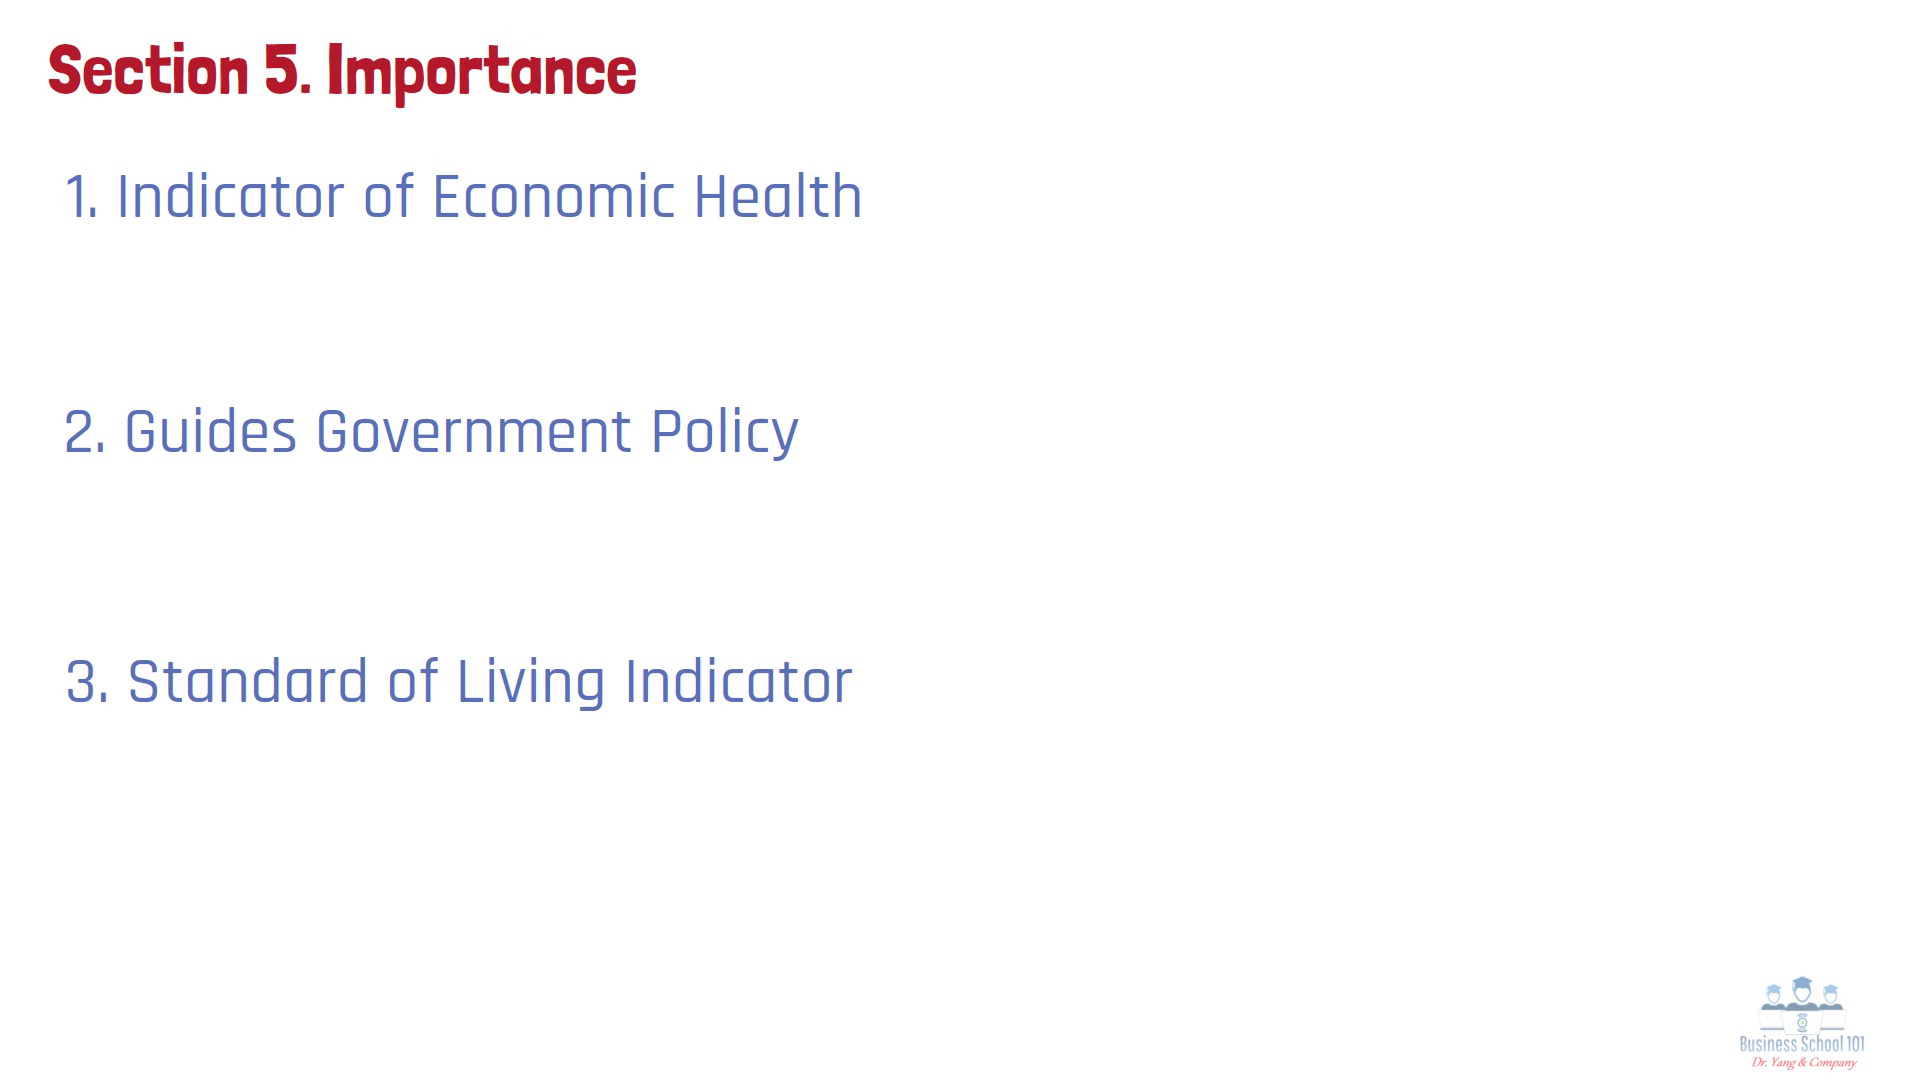 Section 5. Importance
1. Indicator of Economic Health
2. Guides Government Policy
3. Standard of Living Indicator
Business School 101
Dr. Yang & Company